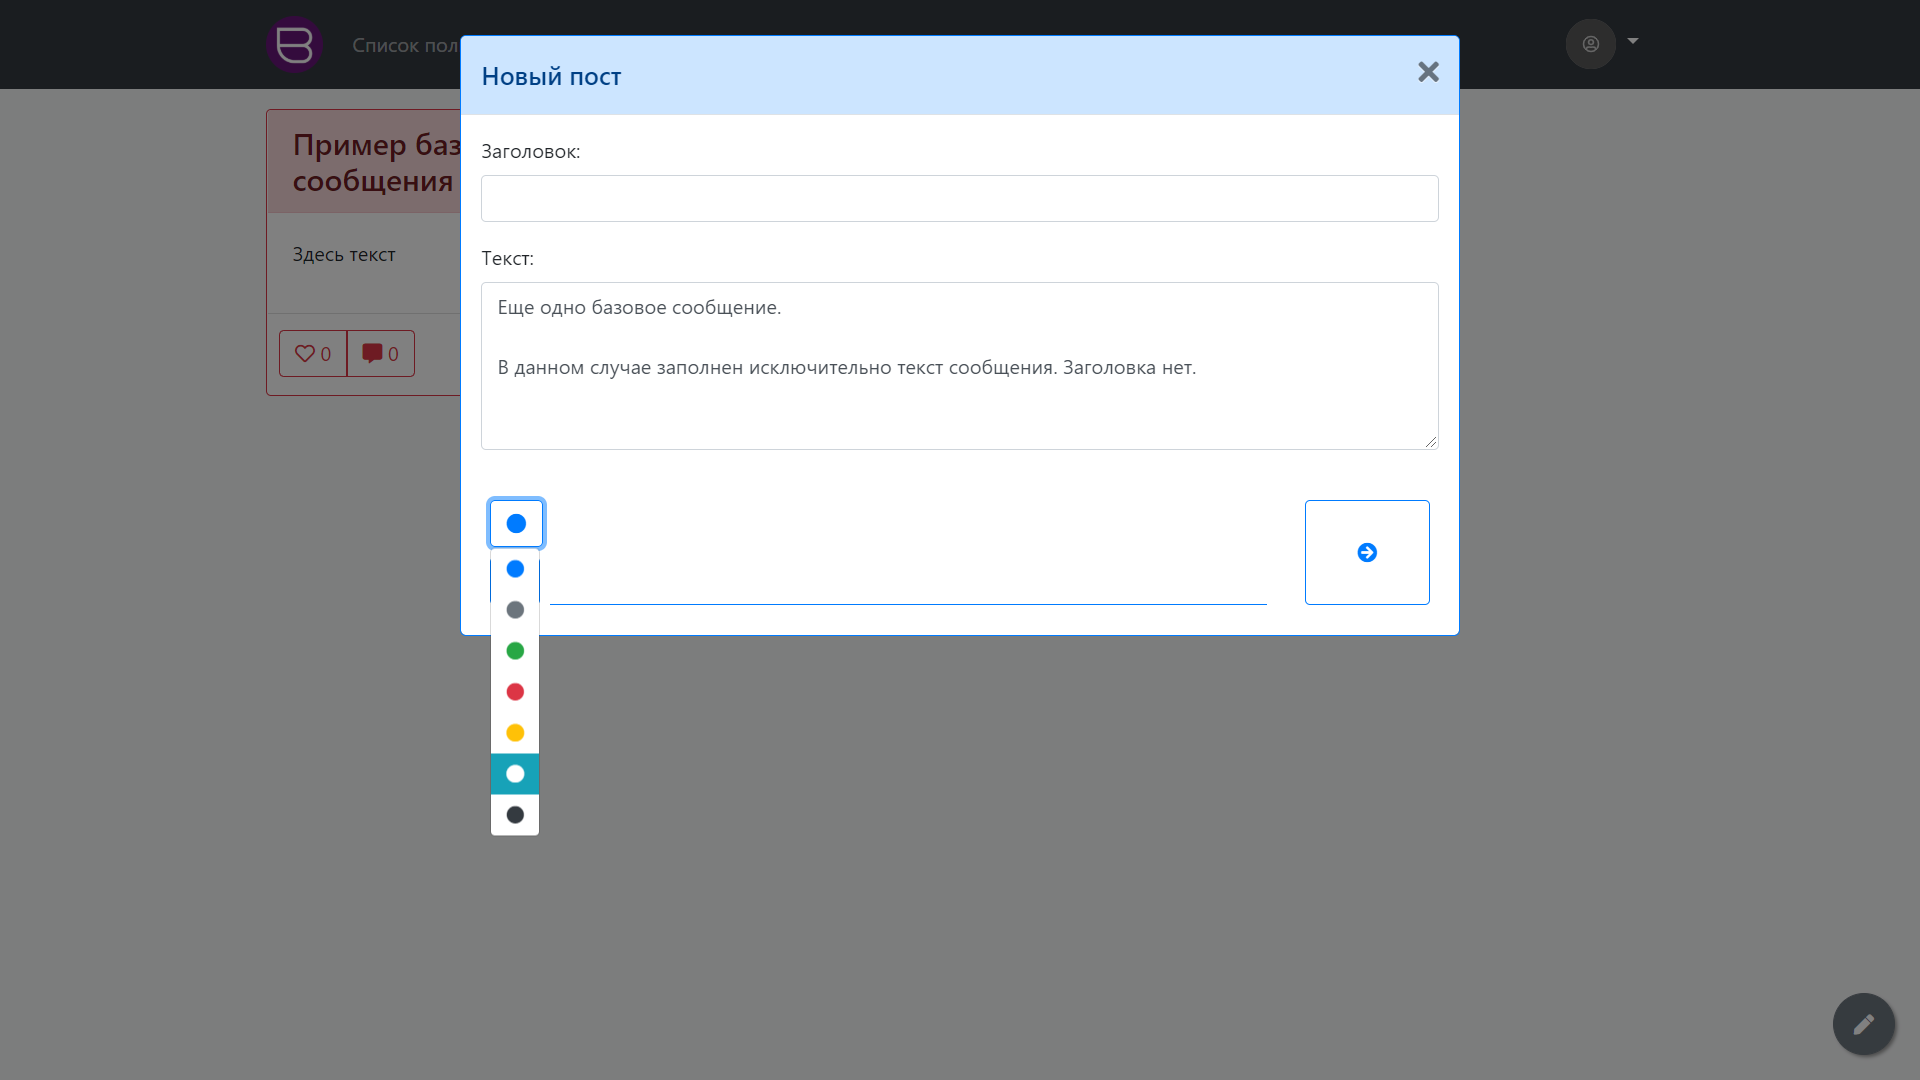 Список пол
Новый пост
Пример баз
сообщения
Здесь текст
0
0
Заголовок:
Текст:
Еще одно базовое сообщение.
В данном случае заполнен исключительно текст сообщения. Заголовка нет.